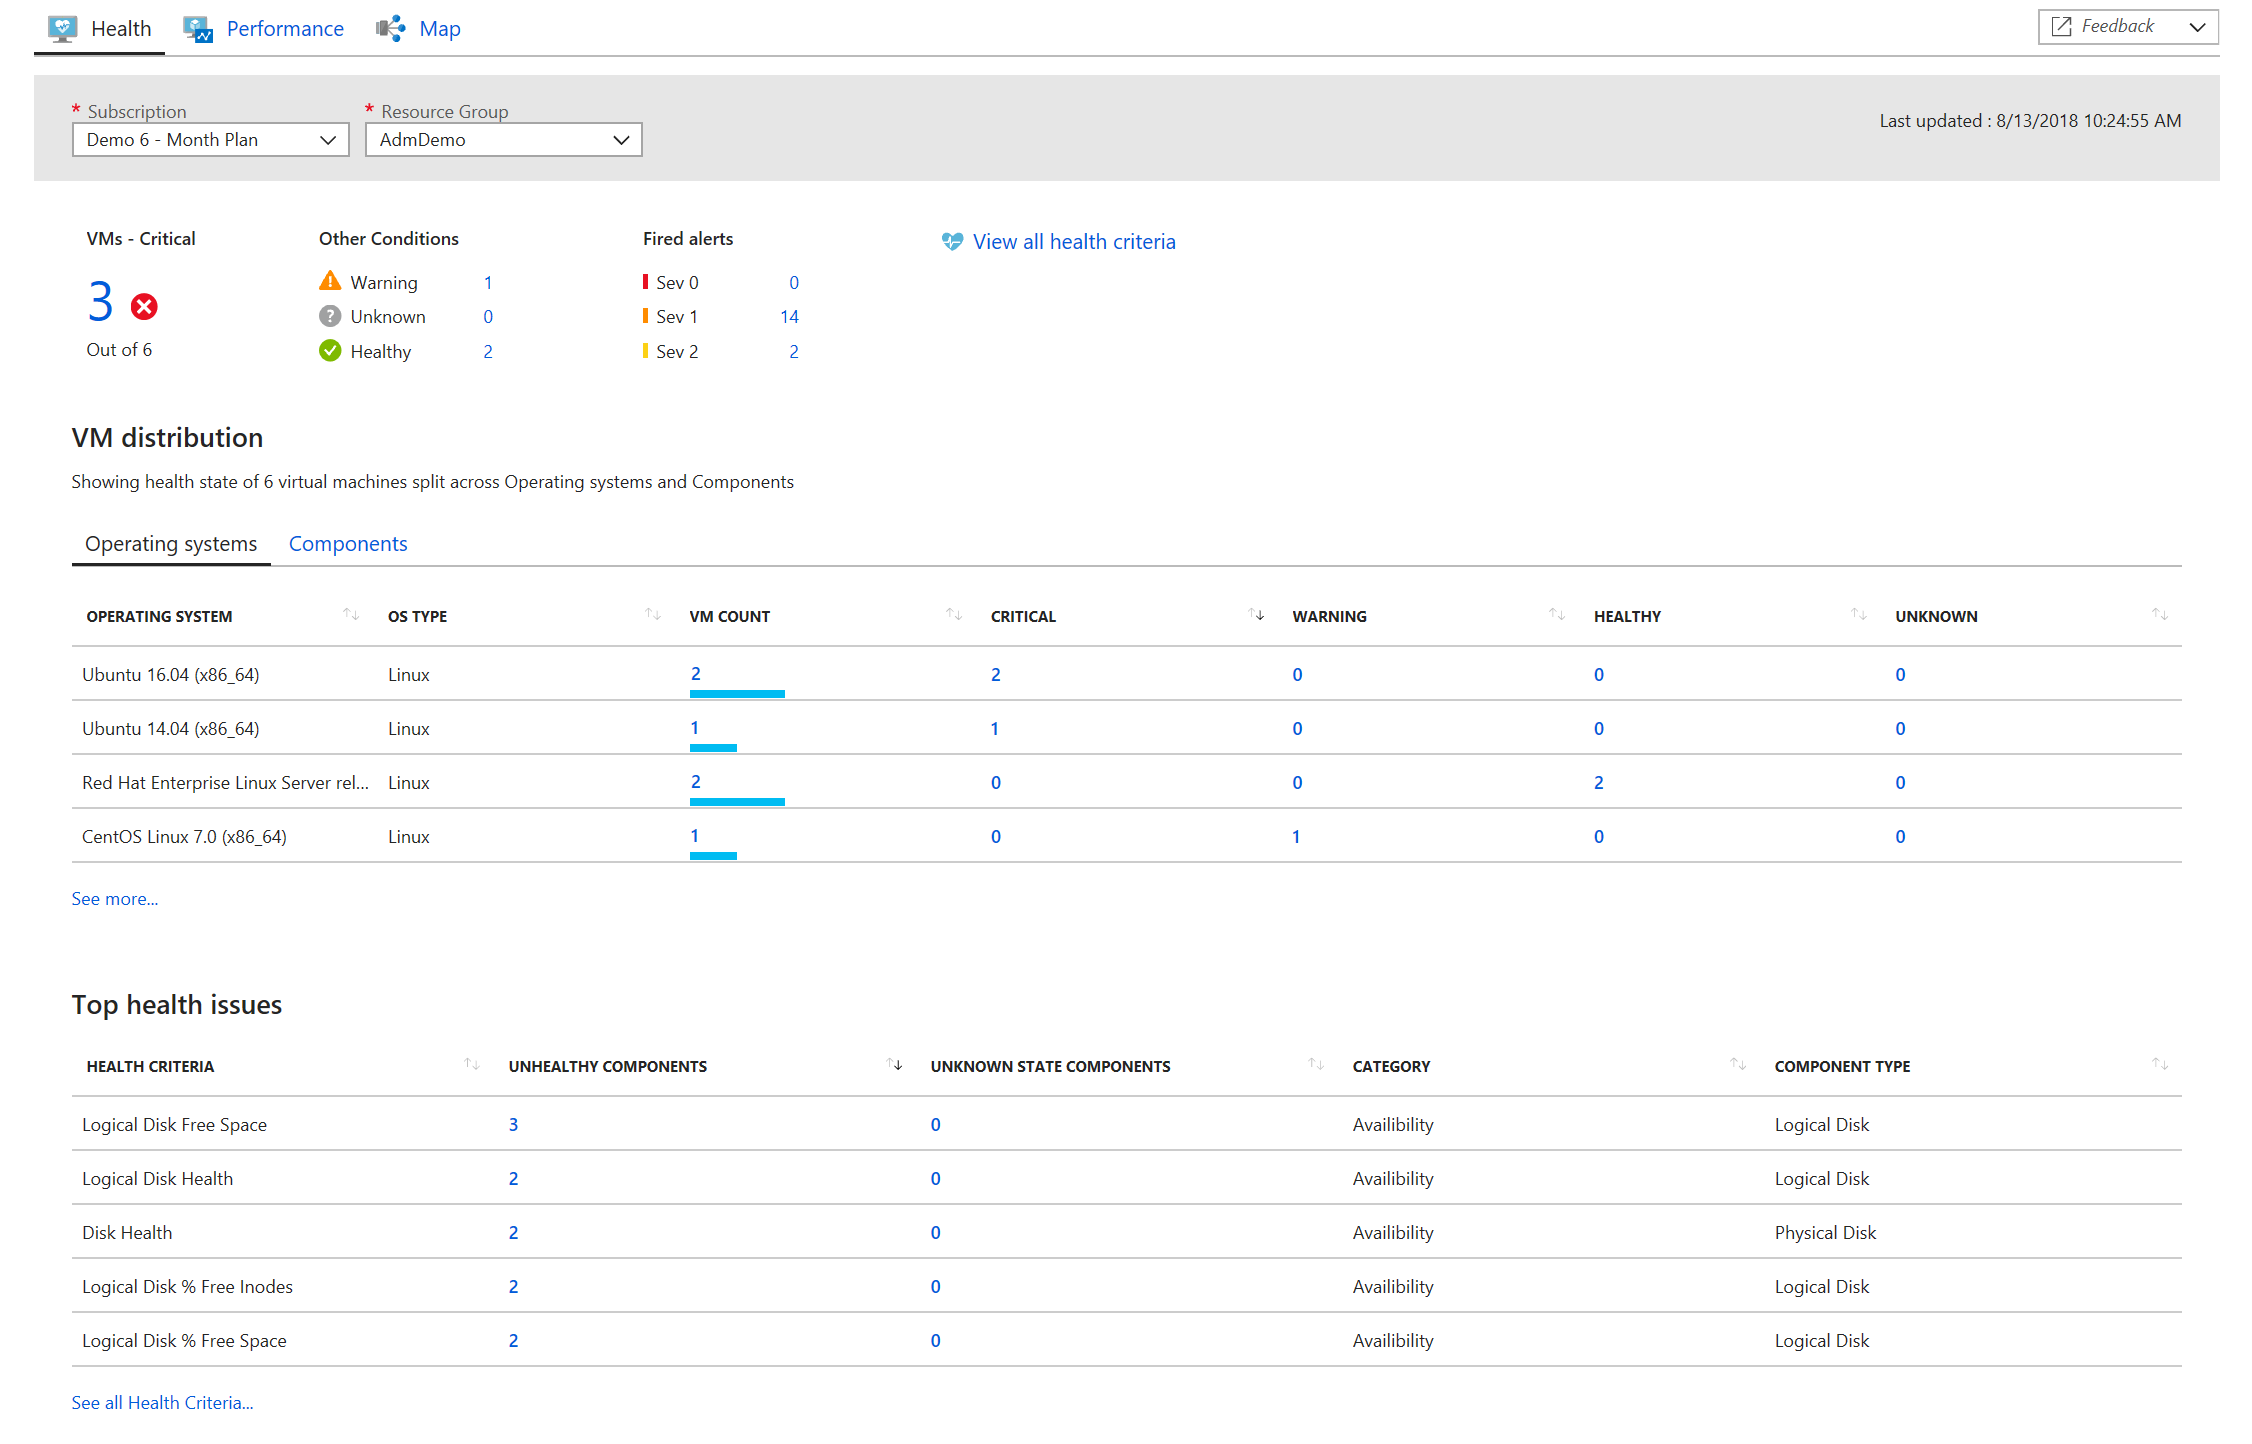 Health Performance Map Feedback
* Subscription * Resource Group
Demo 6 - Month Plan AdmDemo Last updated : 8/13/2018 10:24:55 AM
VMs - Critical Other Conditions Fired alerts View all health criteria
Warning 1 Sev 0 0
3 Unknown 0 Sev 1 14
Out of 6 Healthy 2 Sev 2 2
VM distribution
Showing health state of 6 virtual machines split across Operating systems and Components
Operating systems Components
OPERATING SYSTEM OS TYPE VM COUNT CRITICAL WARNING HEALTHY UNKNOWN
Ubuntu 16.04 (x86_64) Linux 2 2 0 0 0
Ubuntu 14.04 (x86_64) Linux 1 1 0 0 0
Red Hat Enterprise Linux Server rel... Linux 2 0 0 2 0
CentOS Linux 7.0 (x86_64) Linux 1 0 1 0 0
See more...
Top health issues
HEALTH CRITERIA UNHEALTHY COMPONENTS UNKNOWN STATE COMPONENTS CATEGORY COMPONENT TYPE
Logical Disk Free Space 3 0 Availibility Logical Disk
Logical Disk Health 2 0 Availibility Logical Disk
Disk Health 2 0 Availibility Physical Disk
Logical Disk % Free Inodes 2 0 Availibility Logical Disk
Logical Disk % Free Space 2 0 Availibility Logical Disk
See all Health Criteria...